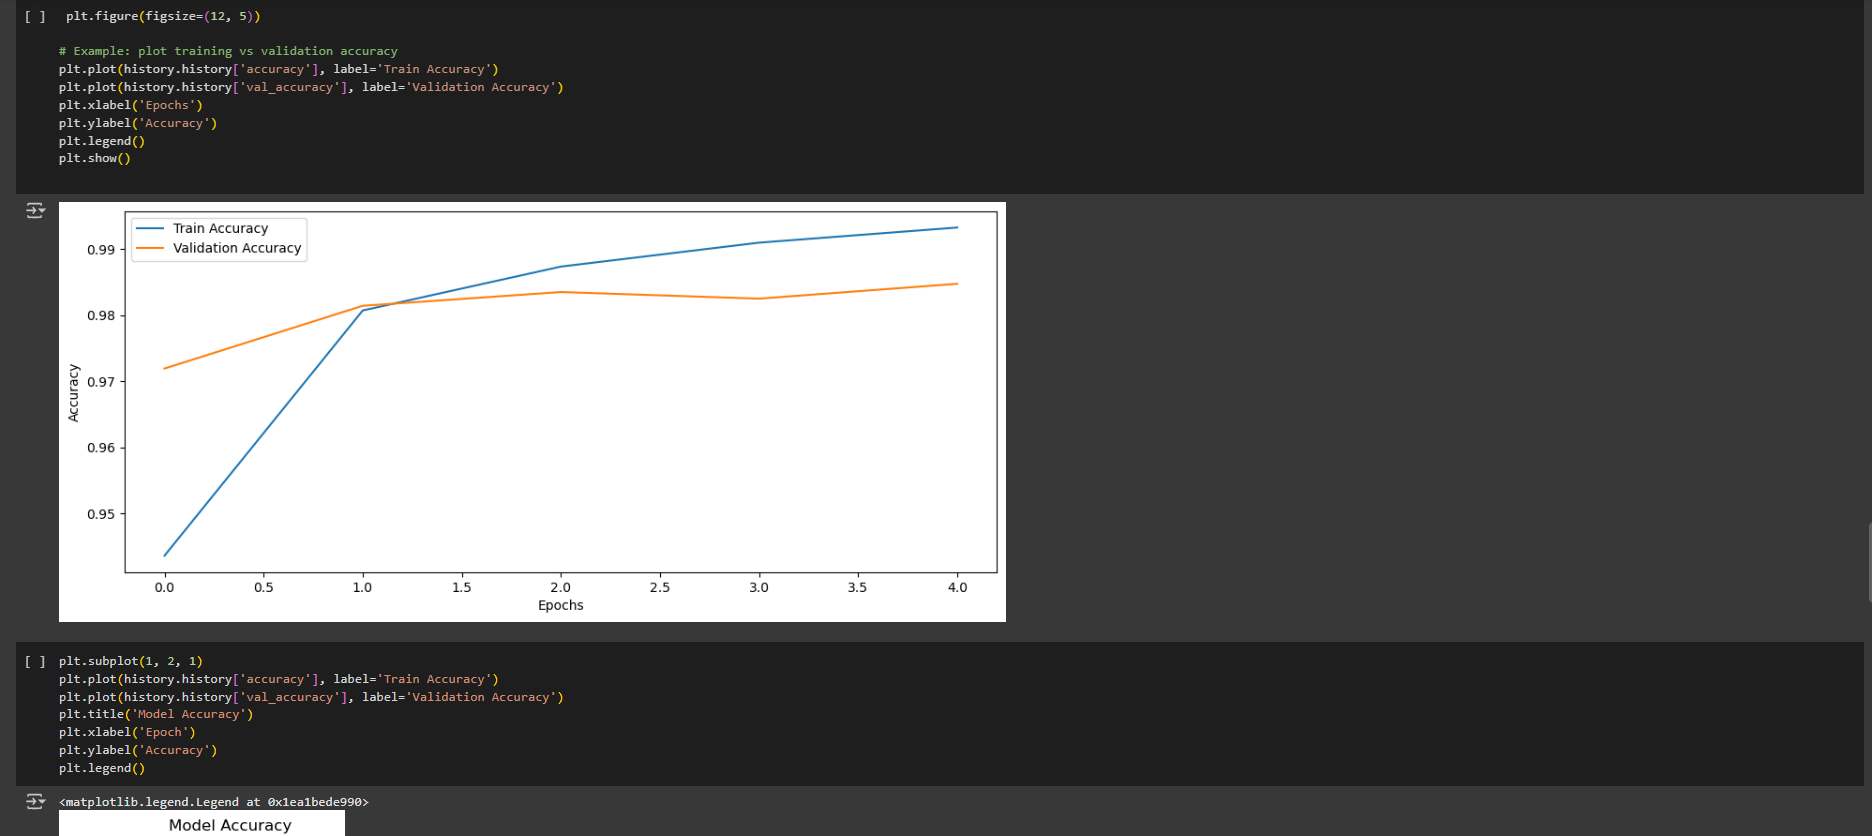 [ ] plt.figure(figsize=(12, 5))
# Example: plot training vs validation accuracy
plt.plot(history.history['accuracy'], label='Train Accuracy')
plt.plot(history.history['val_accuracy'], label='Validation Accuracy')
plt.xlabel('Epochs')
plt.ylabel('Accuracy')
plt.legend()
plt.show()
Train Accuracy
Validation Accuracy
0.99
0.98
0.97
0.96
0.95
Accuracy
0.0 0.5 1.0 1.5 2.0 2.5 3.0 3.5 4.0
Epochs
[ ] plt.subplot(1, 2, 1)
plt.plot(history.history['accuracy'], label='Train Accuracy')
plt.plot(history.history['val_accuracy'], label='Validation Accuracy')
plt.title('Model Accuracy')
plt.xlabel('Epoch')
plt.ylabel('Accuracy')
plt.legend()
<matplotlib.legend.Legend at 0x1ea1bede990>
Model Accuracy